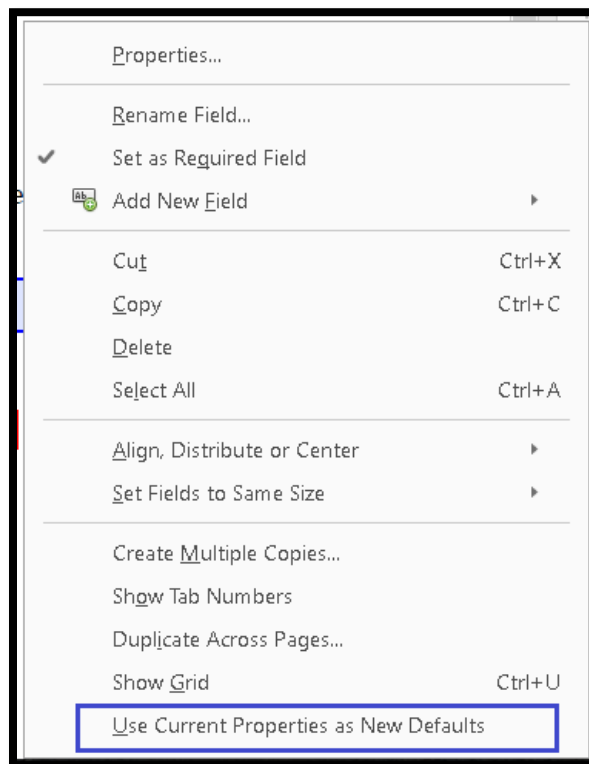 Properties...
Rename Field...
Set as Required Field
Ab
Add New Field
e
Cut Ctrl+X
Copy Ctrl+C
Delete
Select All Ctrl+A
Align, Distribute or Center
Set Fields to Same Size
Create Multiple Copies...
Show Tab Numbers
Duplicate Across Pages...
Show Grid Ctrl+U
Use Current Properties as New Defaults